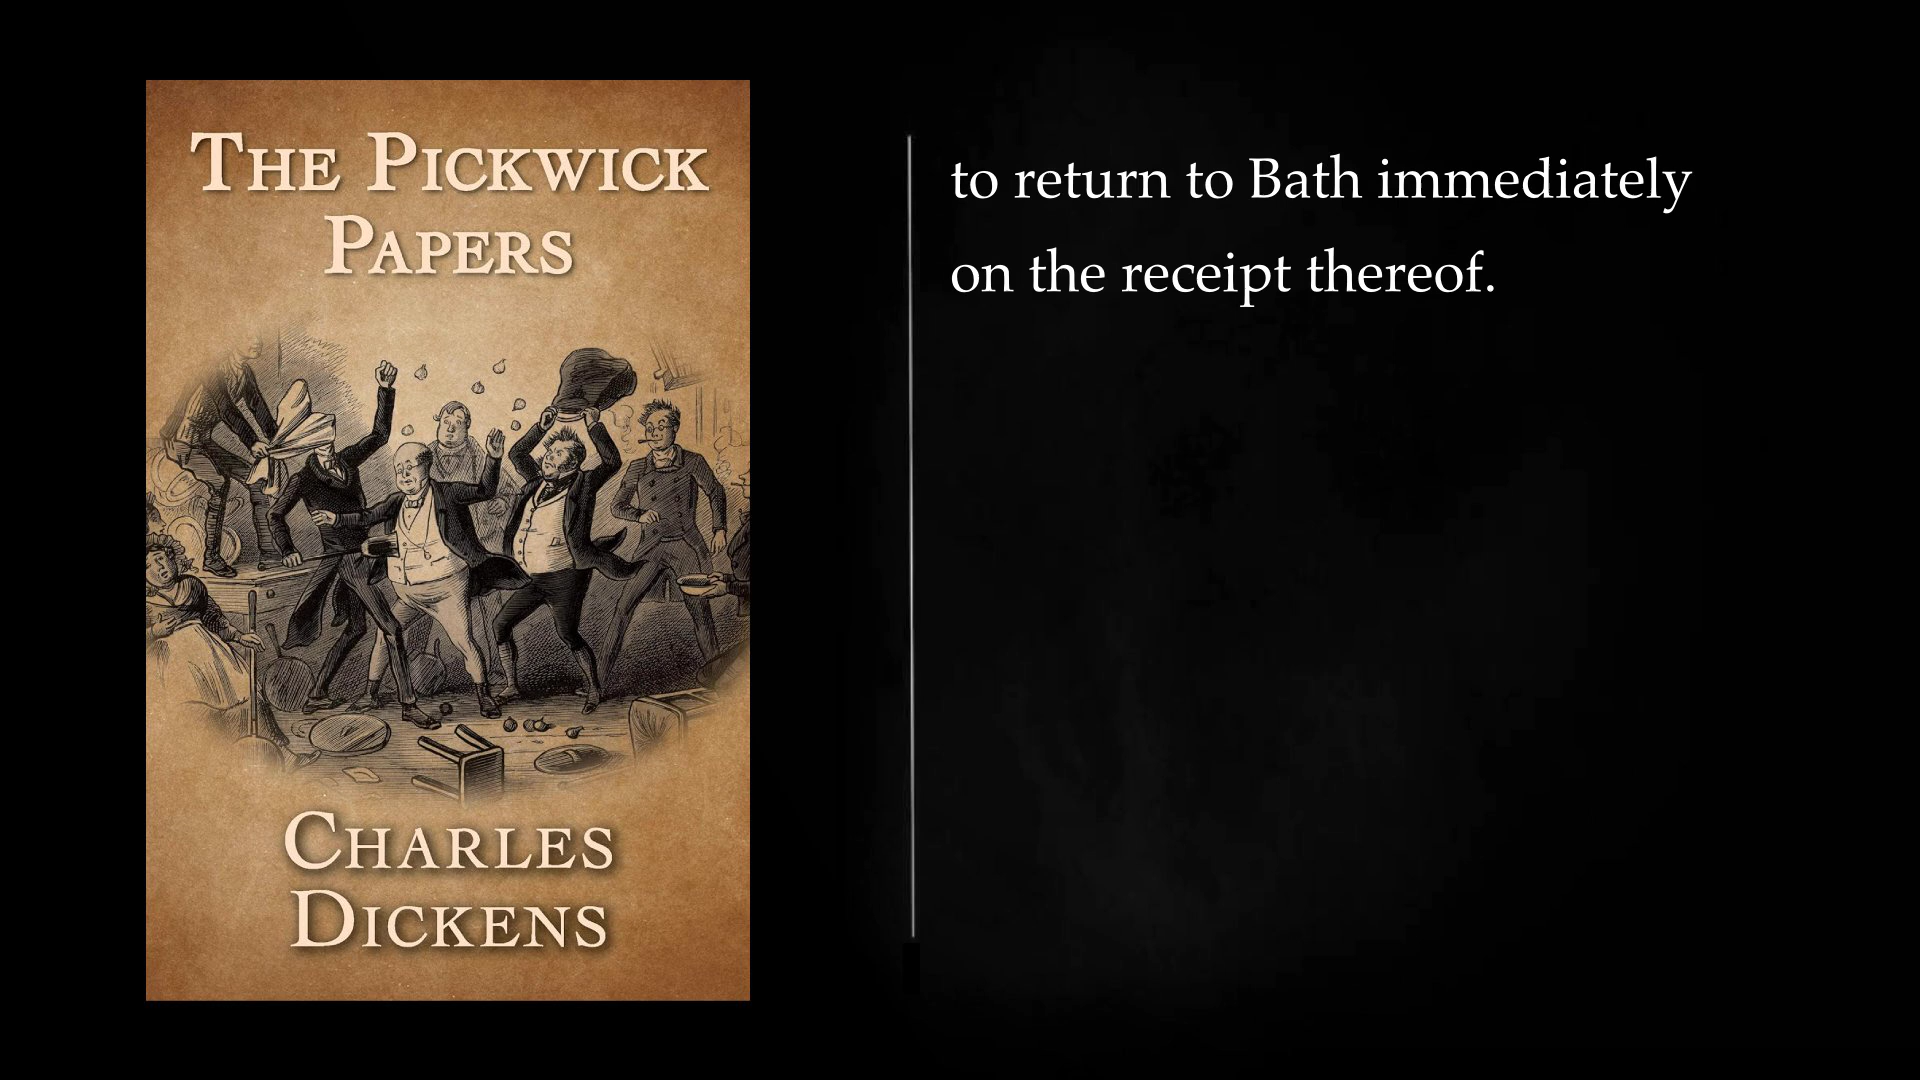 THE PICKWICK
PAPERS
CHARLES
DICKENS
to return to Bath immediately
on the receipt thereof.